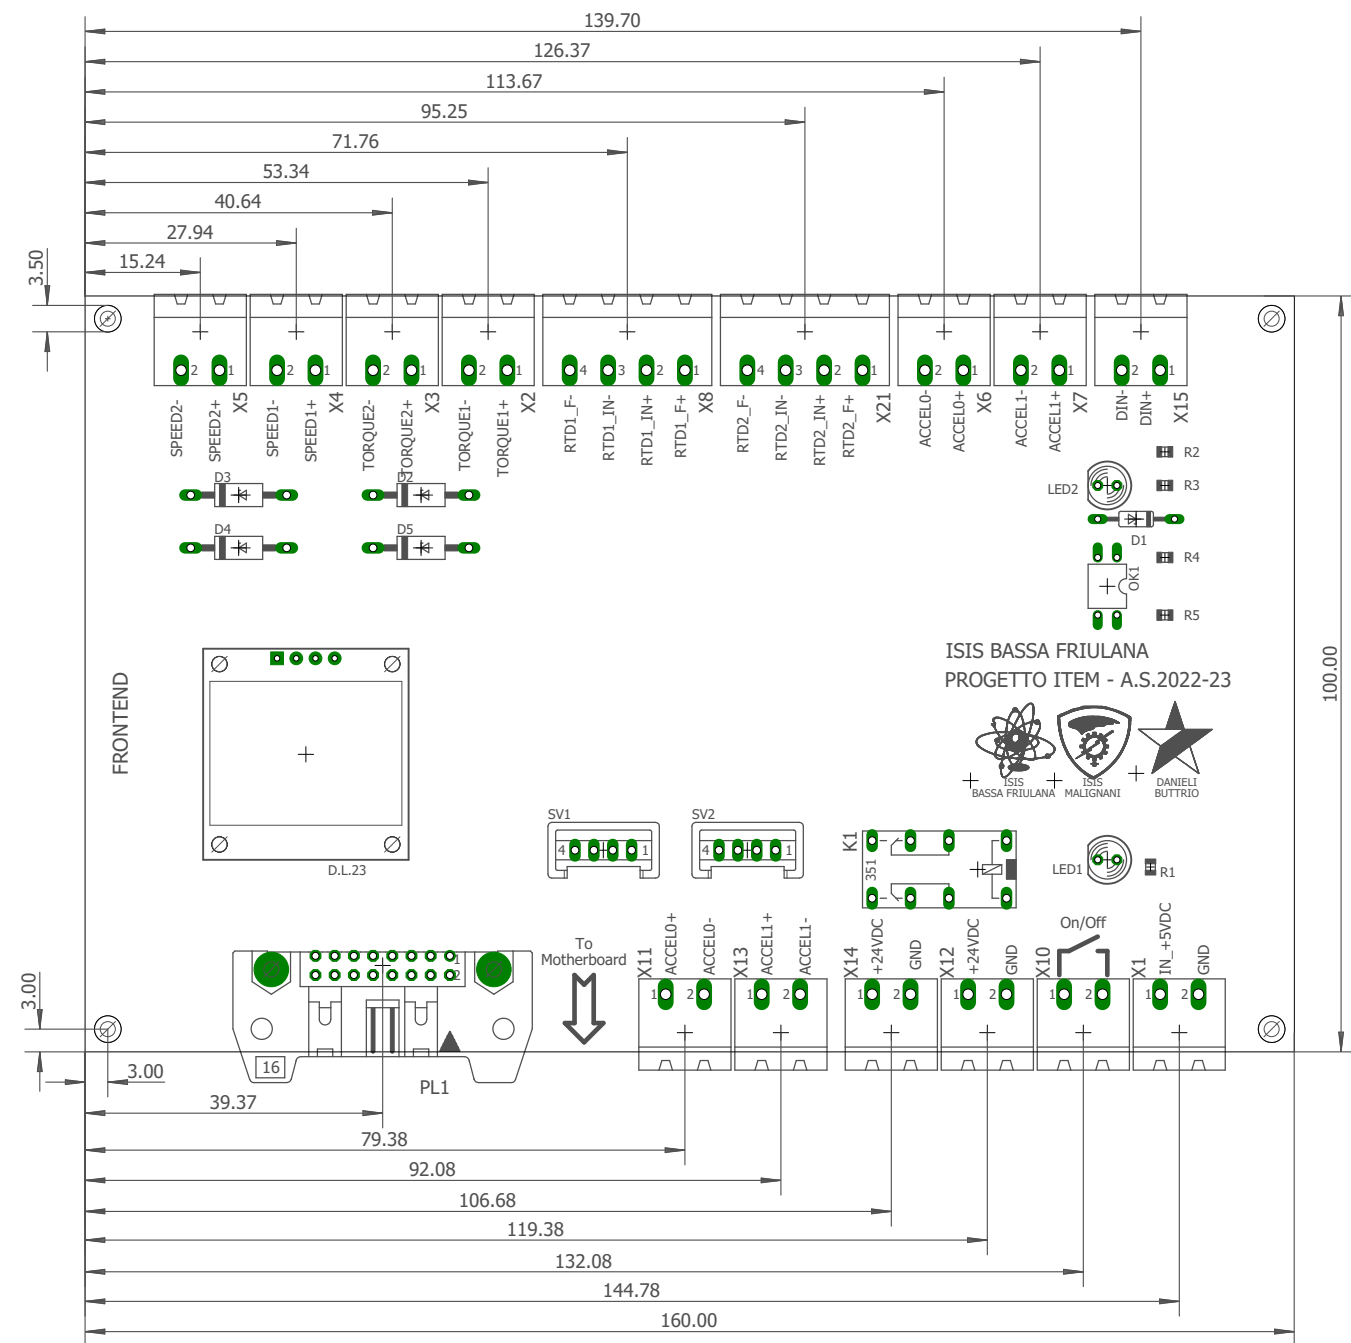 139.70
126.37
113.67
95.25
71.76
53.34
40.64
27.94
15.24
3.50
2 1
2 1
2 1
2 1
4 3 2 1
4 3 2 1
2 1
2 1
2 1
SPEED2-
SPEED2+
X5
SPEED1-
SPEED1+
X4
TORQUE2-
TORQUE2+
X3
TORQUE1-
TORQUE1+
X2
RTD1_F-
RTD1_IN-
RTD1_IN+
RTD1_F+
X8
RTD2_F-
RTD2_IN-
RTD2_IN+
RTD2_F+
X21
ACCEL0-
ACCEL0+
X6
ACCEL1-
ACCEL1+
X7
DIN-
DIN+
X15
R2
D3
D2
LED2
R3
D4
D5
D1
R4
OK1
R5
ISIS BASSA FRIULANA
PROGETTO ITEM - A.S.2022-23
100.00
FRONTEND
ISIS
BASSA FRIULANA
ISIS
MALIGNANI
DANIELI
BUTTRIO
SV1
SV2
4 1
4 1
K1
351
LED1
R1
D.L.23
To
Motherboard
X11
ACCEL0+
ACCEL0-
X13
ACCEL1+
ACCEL1-
X14
+24VDC
GND
X12
+24VDC
GND
X10
On/Off
X1
IN_+5VDC
GND
1
2
1 2
1 2
1 2
1 2
1 2
1 2
3.00
3.00
16
PL1
39.37
79.38
92.08
106.68
119.38
132.08
144.78
160.00